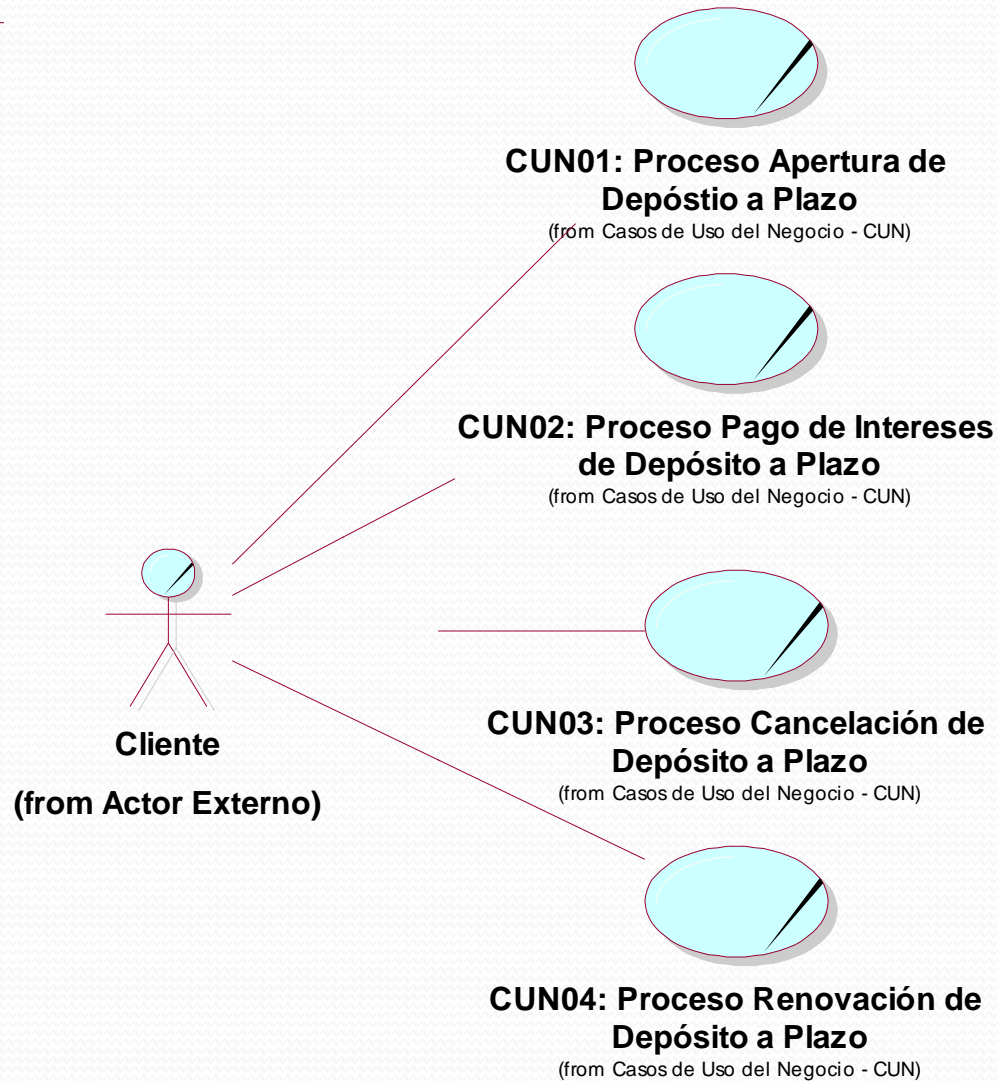 CUN01: Proceso Apertura de
Depóstio a Plazo
(from Casos de Uso del Negocio - CUN)
CUN02: Proceso Pago de Intereses
de Depósito a Plazo
(from Casos de Uso del Negocio - CUN)
Cliente
(from Actor Externo)
CUN03: Proceso Cancelación de
Depósito a Plazo
(from Casos de Uso del Negocio - CUN)
CUN04: Proceso Renovación de
Depósito a Plazo
(from Casos de Uso del Negocio - CUN)